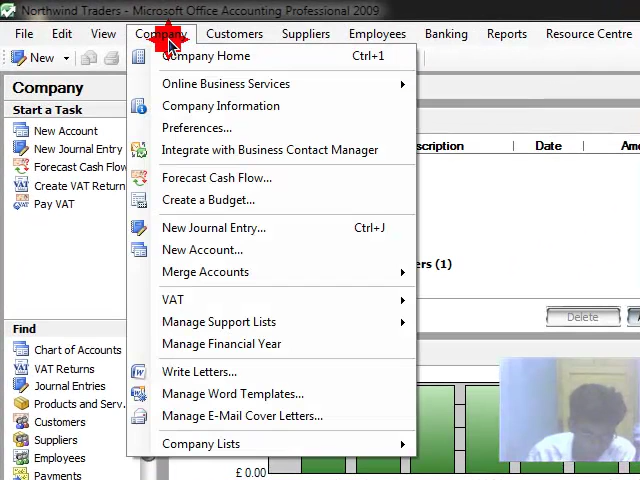 Northwind Traders - Microsoft Office Accounting Professional 2009
File Edit View Company Customers Suppliers Employees Banking Reports Resource Centre
New
Company
Start a Task
New Account
New Journal Entry
Forecast Cash Flow
Create VAT Return
Pay VAT
Find
Chart of Accounts
VAT Returns
Journal Entries
Products and Serv
Customers
Suppliers
Employees
Payments
Company Home Ctrl+1
Online Business Services
Company Information
Preferences...
Integrate with Business Contact Manager
Forecast Cash Flow...
Create a Budget...
New Journal Entry... Ctrl+J
New Account...
Merge Accounts
VAT
Manage Support Lists
Manage Financial Year
Write Letters...
Manage Word Templates...
Manage E-Mail Cover Letters...
Company Lists
scription Date Amo
ers (1)
Delete
£ 0.00